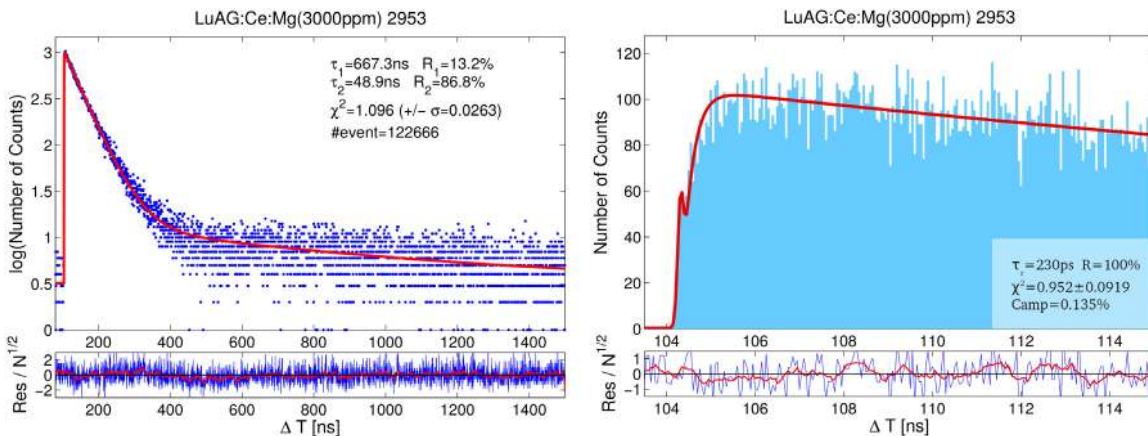 LuAG:Ce:Mg(3000ppm) 2953
log(Number of Counts)
3
2.5
2
1.5
1
0.5
0
τ1=667.3ns R1=13.2%
τ2=48.9ns R2=86.8%
χ²=1.096 (+/- σ=0.0263)
#event=122666
200 400 600 800 1000 1200 1400
Res / N^1/2
2
0
−2
200 400 600 800 1000 1200 1400
Δ T [ns]
LuAG:Ce:Mg(3000ppm) 2953
Number of Counts
120
100
80
60
40
20
0
τr=230ps R=100%
χ²=0.952±0.0919
Camp=0.135%
104 106 108 110 112 114
Res / N^1/2
1
0
−1
104 106 108 110 112 114
Δ T [ns]